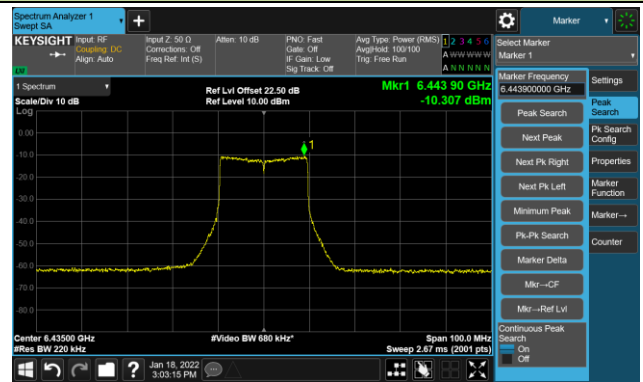 Spectrum Analyzer 1
Swept SA
Marker
KEYSIGHT
Input: RF
Coupling: DC
Align: Auto
Input Z: 50 Ω
Corrections: Off
Freq Ref: Int (S)
Atten: 10 dB
PNO: Fast
Gate: Off
IF Gain: Low
Sig Track: Off
Avg Type: Power (RMS)
Avg|Hold: 100/100
Trig: Free Run
1 2 3 4 5 6
A W W W W W
A N N N N N
LW
Select Marker
Marker 1
1 Spectrum
Scale/Div 10 dB
Log
Ref Lvl Offset 22.50 dB
Ref Level 10.00 dBm
Mkr1 6.443 90 GHz
-10.307 dBm
1
0.00
-10.0
-20.0
-30.0
-40.0
-50.0
-60.0
-70.0
-80.0
Center 6.43500 GHz
#Res BW 220 kHz
#Video BW 680 kHz*
Span 100.0 MHz
Sweep 2.67 ms (2001 pts)
Marker Frequency
6.443900000 GHz
Peak Search
Next Peak
Next Pk Right
Next Pk Left
Minimum Peak
Pk-Pk Search
Marker Delta
Mkr→CF
Mkr→Ref Lvl
Continuous Peak
Search
On
Off
Settings
Peak
Search
Pk Search
Config
Properties
Marker
Function
Marker→
Counter
?
Jan 18, 2022
3:03:15 PM